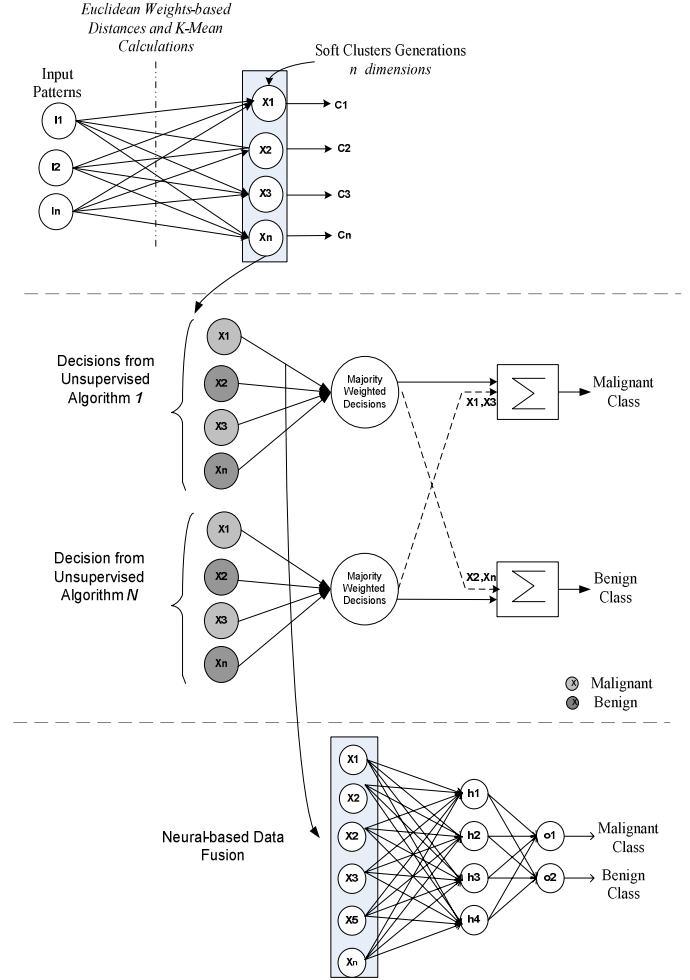 Euclidean Weights-based
Distances and K-Mean
Calculations
Soft Clusters Generations
n dimensions
Input
Patterns
I1
I2
In
X1
X2
X3
Xn
C1
C2
C3
Cn
Decisions from
Unsupervised
Algorithm 1
X1
X2
X3
Xn
Majority
Weighted
Decisions
X1,X3
Malignant
Class
Decision from
Unsupervised
Algorithm N
X1
X2
X3
Xn
Majority
Weighted
Decisions
X2,Xn
Benign
Class
X Malignant
X Benign
Neural-based Data
Fusion
X1
X2
X2
X3
X5
Xn
h1
h2
h3
h4
o1
o2
Malignant
Class
Benign
Class